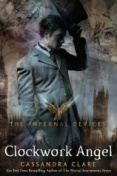 THE INFERNAL DEVICES
Clockwork Angel
CASSANDRA CLARE